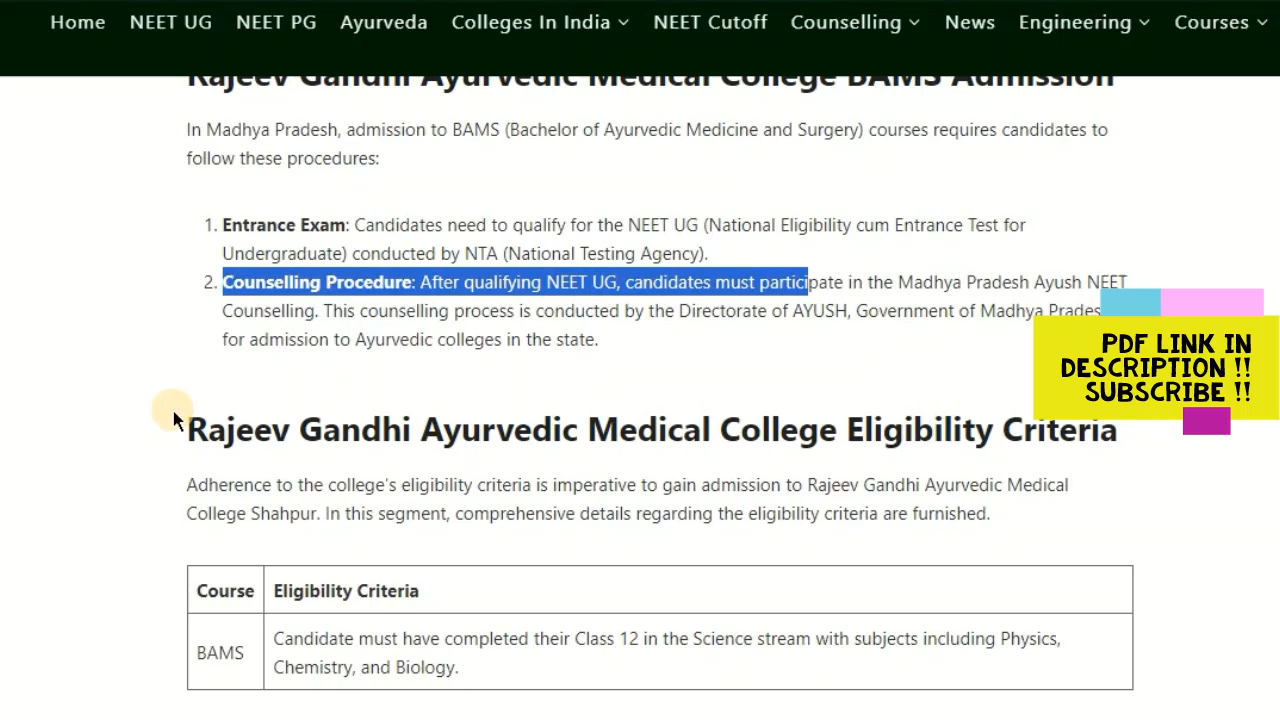 Home NEET UG NEET PG Ayurveda Colleges In India NEET Cutoff Counselling News Engineering Courses
Rajeev Gandhi Ayurvedic Medical College BAMS Admission
In Madhya Pradesh, admission to BAMS (Bachelor of Ayurvedic Medicine and Surgery) courses requires candidates to
follow these procedures:
1. Entrance Exam: Candidates need to qualify for the NEET UG (National Eligibility cum Entrance Test for
Undergraduate) conducted by NTA (National Testing Agency).
2. Counselling Procedure: After qualifying NEET UG, candidates must participate in the Madhya Pradesh Ayush NEET
Counselling. This counselling process is conducted by the Directorate of AYUSH, Government of Madhya Prades
for admission to Ayurvedic colleges in the state.
PDF LINK IN
DESCRIPTION !!
SUBSCRIBE !!
Rajeev Gandhi Ayurvedic Medical College Eligibility Criteria
Adherence to the college’s eligibility criteria is imperative to gain admission to Rajeev Gandhi Ayurvedic Medical
College Shahpur. In this segment, comprehensive details regarding the eligibility criteria are furnished.
Course Eligibility Criteria
BAMS Candidate must have completed their Class 12 in the Science stream with subjects including Physics,
Chemistry, and Biology.